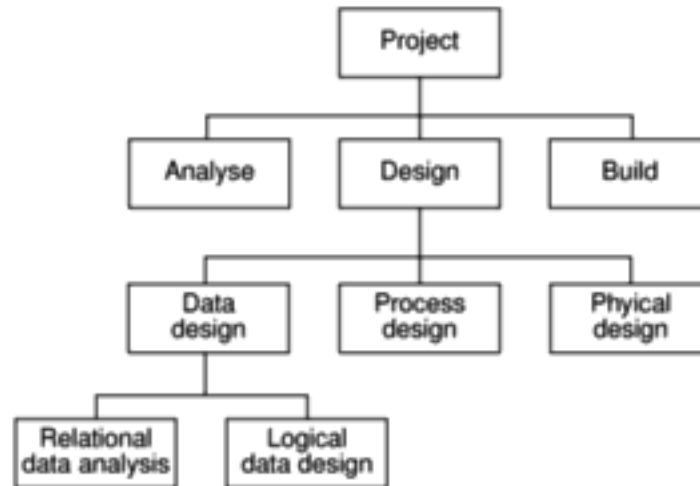 Project
Analyse
Design
Build
Data
design
Process
design
Phyical
design
Relational
data analysis
Logical
data design